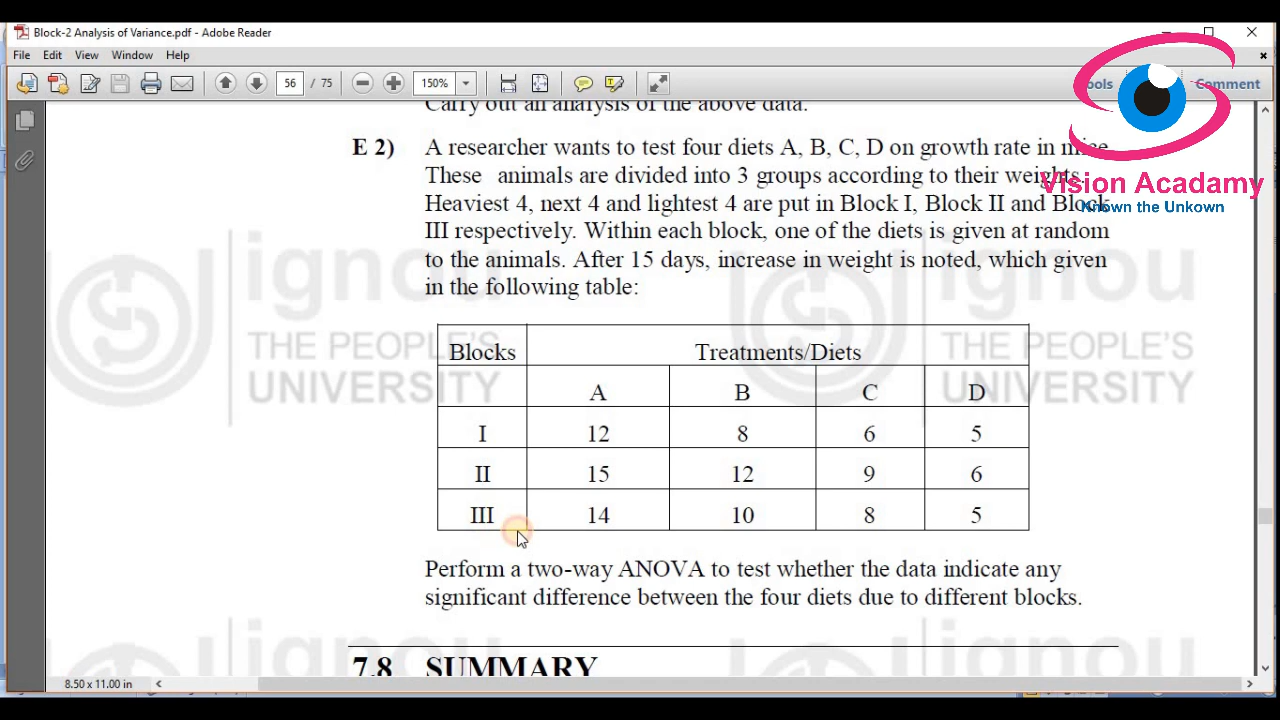 Block-2 Analysis of Variance.pdf - Adobe Reader
File Edit View Window Help
56 / 75 150% Comment
Carry out an analysis of the above data.
E 2) A researcher wants to test four diets A, B, C, D on growth rate in mice
These animals are divided into 3 groups according to their weights.
Vision Acadamy
Heaviest 4, next 4 and lightest 4 are put in Block I, Block II and Block
Known the Unkown
III respectively. Within each block, one of the diets is given at random
to the animals. After 15 days, increase in weight is noted, which given
in the following table:
Blocks Treatments/Diets
A B C D
I 12 8 6 5
II 15 12 9 6
III 14 10 8 5
Perform a two-way ANOVA to test whether the data indicate any
significant difference between the four diets due to different blocks.
7.8 SUMMARY
ignou
THE PEOPLE'S
UNIVERSITY
ignou
THE PEOPLE'S
UNIVERSITY
8.50 x 11.00 in